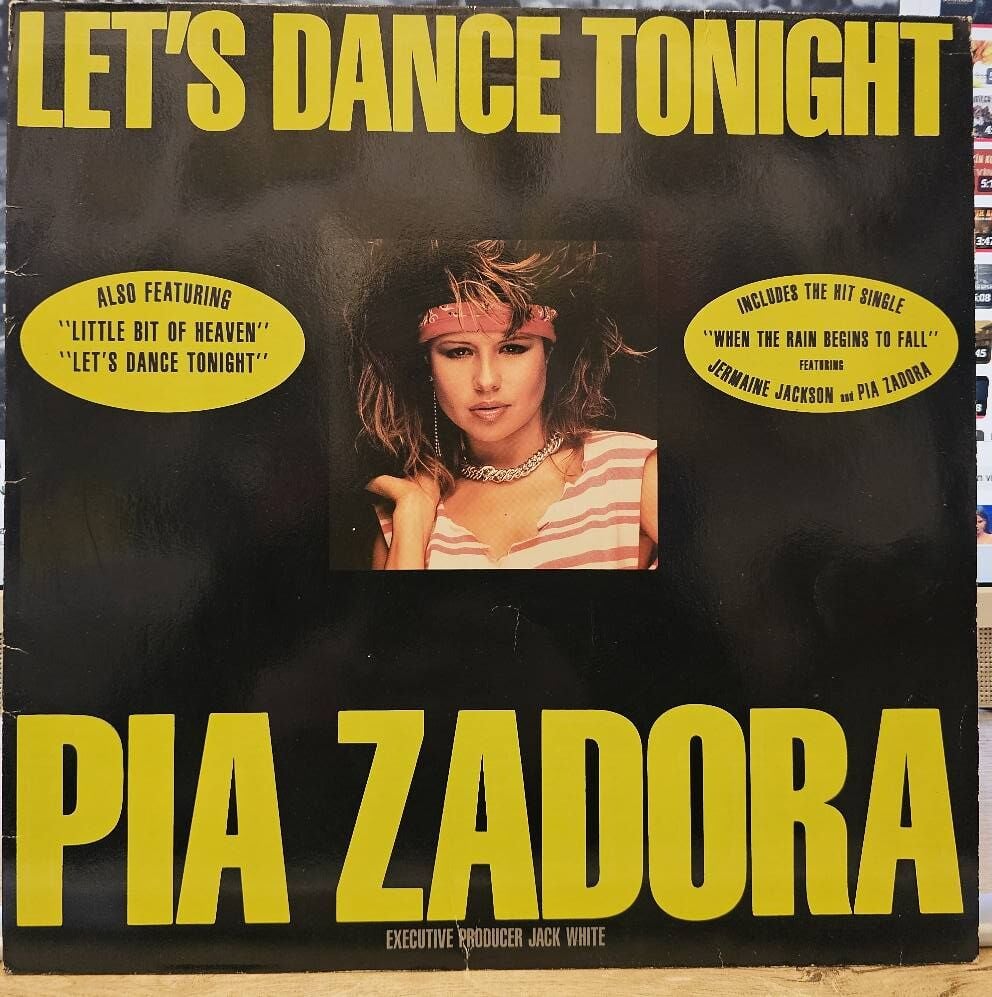 LET'S DANCE TONIGHT
ALSO FEATURING
"LITTLE BIT OF HEAVEN"
"LET'S DANCE TONIGHT"
INCLUDES THE HIT SINGLE
"WHEN THE RAIN BEGINS TO FALL"
FEATURING
JERMAINE JACKSON and PIA ZADORA
PIA ZADORA
EXECUTIVE PRODUCER JACK WHITE